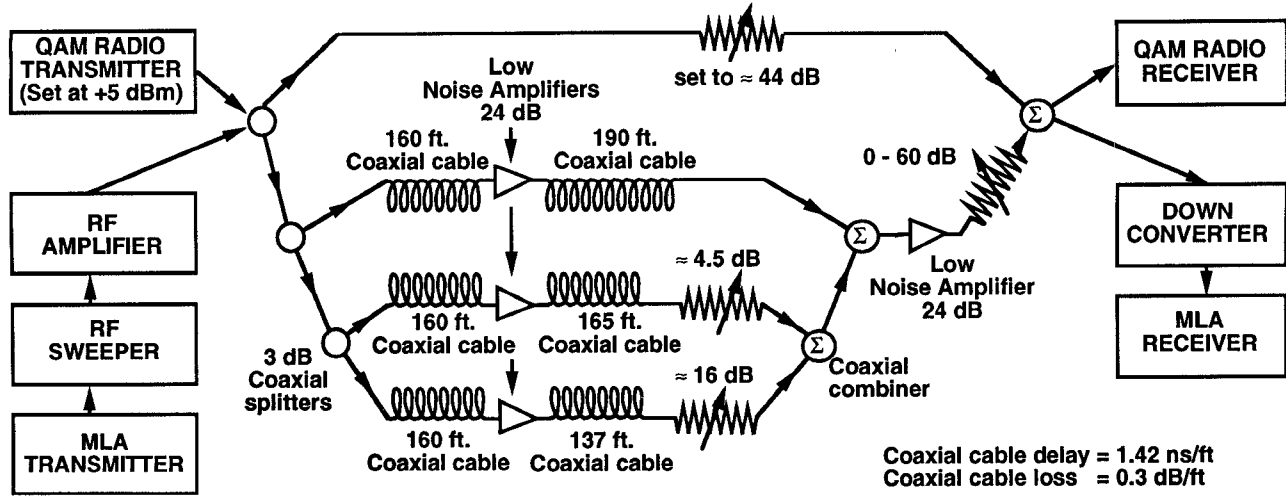 QAM RADIO
TRANSMITTER
(Set at +5 dBm)
set to ≈ 44 dB
QAM RADIO
RECEIVER
Low
Noise Amplifiers
24 dB
160 ft.
Coaxial cable
190 ft.
Coaxial cable
Σ
0 - 60 dB
RF
AMPLIFIER
Σ
DOWN
CONVERTER
Low
Noise Amplifier
24 dB
≈ 4.5 dB
160 ft.
Coaxial cable
165 ft.
Coaxial cable
RF
SWEEPER
3 dB
Coaxial
splitters
Σ
Coaxial
combiner
MLA
RECEIVER
≈ 16 dB
160 ft.
Coaxial cable
137 ft.
Coaxial cable
MLA
TRANSMITTER
Coaxial cable delay = 1.42 ns/ft
Coaxial cable loss = 0.3 dB/ft